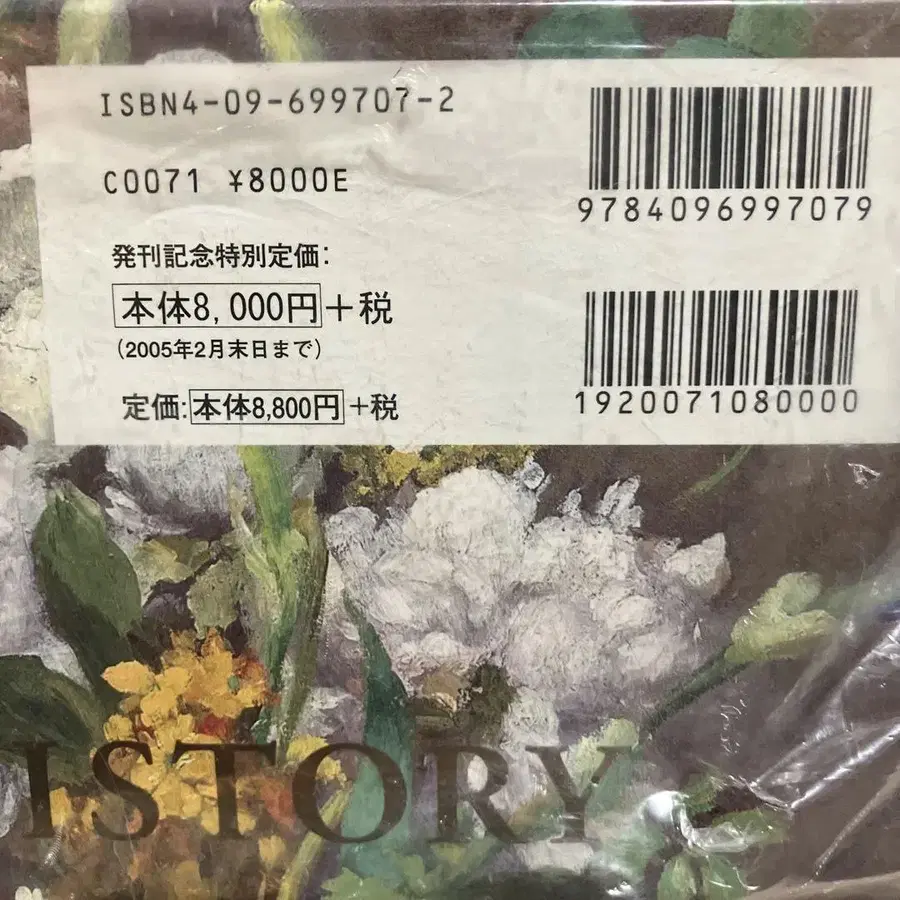 ISBN4-09-699707-2
C0071 ¥8000E
発刊記念特別定価:
本体8,000円+税
(2005年2月末日まで)
定価:本体8,800円+税
9784096997079
1920071080000
ISTORY